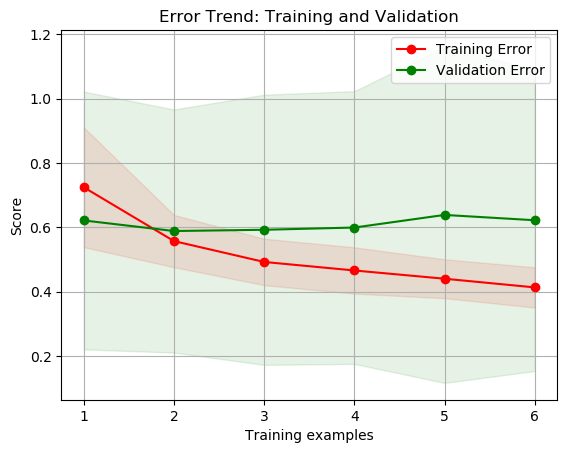 Error Trend: Training and Validation
Training Error
Validation Error
1.2
1.0
0.8
0.6
0.4
0.2
Score
1 2 3 4 5 6
Training examples